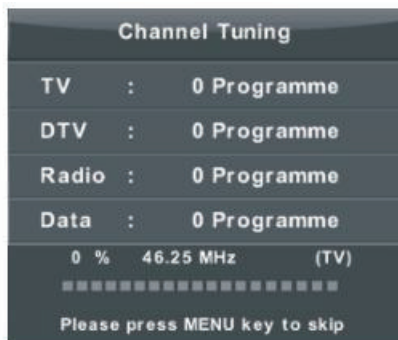 Channel Tuning
TV : 0 Programme
DTV : 0 Programme
Radio : 0 Programme
Data : 0 Programme
0 % 46.25 MHz (TV)
Please press MENU key to skip